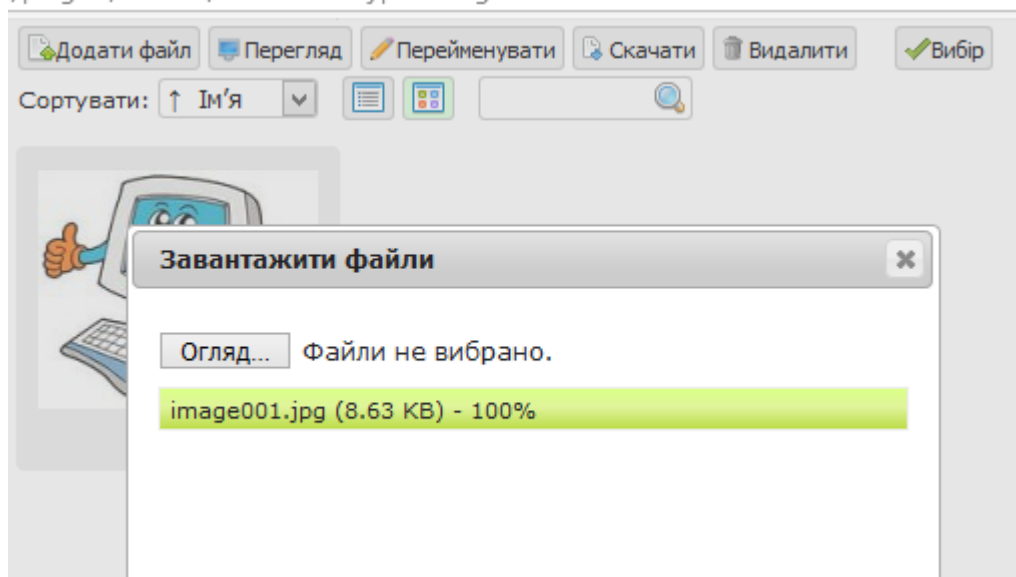 Додати файл Перегляд Перейменувати Скачати Видалити Вибір
Сортувати: ↑ Ім’я
Завантажити файли
Огляд... Файли не вибрано.
image001.jpg (8.63 KB) - 100%